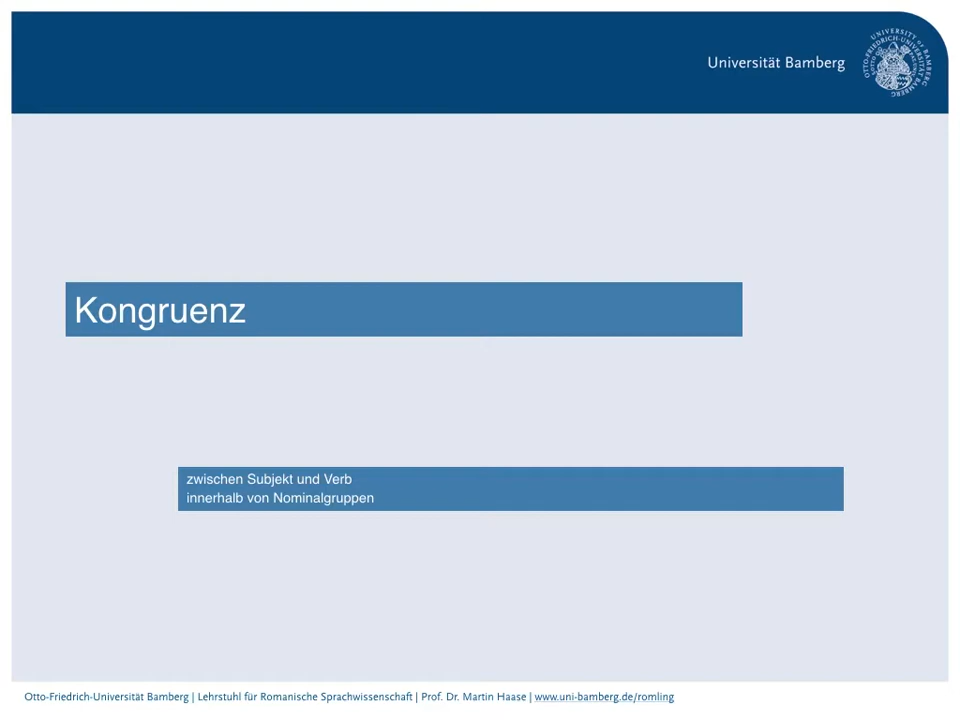 Universität Bamberg
Kongruenz
zwischen Subjekt und Verb
innerhalb von Nominalgruppen
Otto-Friedrich-Universität Bamberg | Lehrstuhl für Romanische Sprachwissenschaft | Prof. Dr. Martin Haase | www.uni-bamberg.de/romling